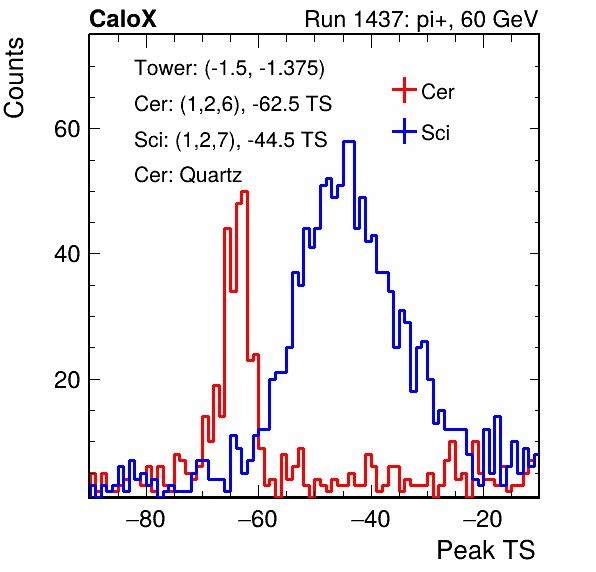 CaloX Run 1437: pi+, 60 GeV
Counts
Tower: (-1.5, -1.375)
Cer: (1,2,6), -62.5 TS
Sci: (1,2,7), -44.5 TS
Cer: Quartz
Cer
Sci
60
40
20
−80 −60 −40 −20
Peak TS